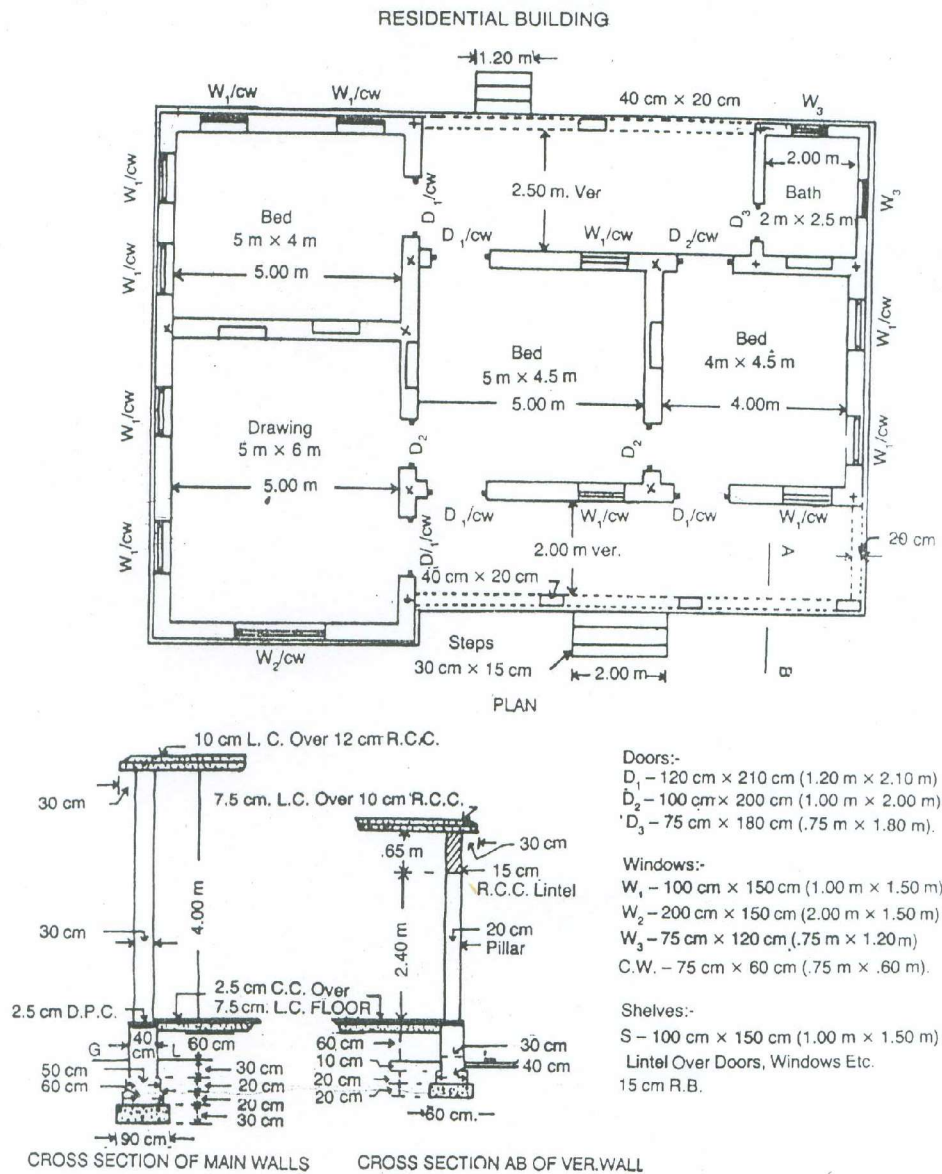 RESIDENTIAL BUILDING
1.20 m
W₁/cw
W₁/cw
40 cm × 20 cm
W₃
W₁/cw
W₁/cw
W₁/cw
W₁/cw
Bed
5 m × 4 m
5.00 m
D₁/cw
2.50 m. Ver
D₁/cw
W₁/cw
D₂/cw
D₃
2.00 m
Bath
2 m × 2.5 m
W₃
Drawing
5 m × 6 m
5.00 m
D₂
Bed
5 m × 4.5 m
5.00 m
D₂
Bed
4m × 4.5 m
4.00m
W₁/cw
D₁/cw
D₁/cw
W₁/cw
D₁/cw
W₁/cw
2.00 m ver.
A
20 cm
40 cm × 20 cm
W₂/cw
Steps
30 cm × 15 cm
2.00 m
B
PLAN
10 cm L. C. Over 12 cm R.C.C.
30 cm
4.00 m
30 cm
2.5 cm D.P.C.
2.5 cm C.C. Over
7.5 cm. L.C. FLOOR
G
40
cm
L
60 cm
50 cm
60 cm
30 cm
20 cm
20 cm
30 cm
90 cm
CROSS SECTION OF MAIN WALLS
7.5 cm. L.C. Over 10 cm R.C.C.
.65 m
30 cm
15 cm
R.C.C. Lintel
2.40 m
20 cm
Pillar
60 cm
10 cm
20 cm
20 cm
30 cm
40 cm
60 cm.
CROSS SECTION AB OF VER.WALL
Doors:-
D₁ – 120 cm × 210 cm (1.20 m × 2.10 m)
D₂ – 100 cm × 200 cm (1.00 m × 2.00 m)
D₃ – 75 cm × 180 cm (.75 m × 1.80 m).
Windows:-
W₁ – 100 cm × 150 cm (1.00 m × 1.50 m)
W₂ – 200 cm × 150 cm (2.00 m × 1.50 m)
W₃ – 75 cm × 120 cm (.75 m × 1.20 m)
C.W. – 75 cm × 60 cm (.75 m × .60 m).
Shelves:-
S – 100 cm × 150 cm (1.00 m × 1.50 m)
Lintel Over Doors, Windows Etc.
15 cm R.B.